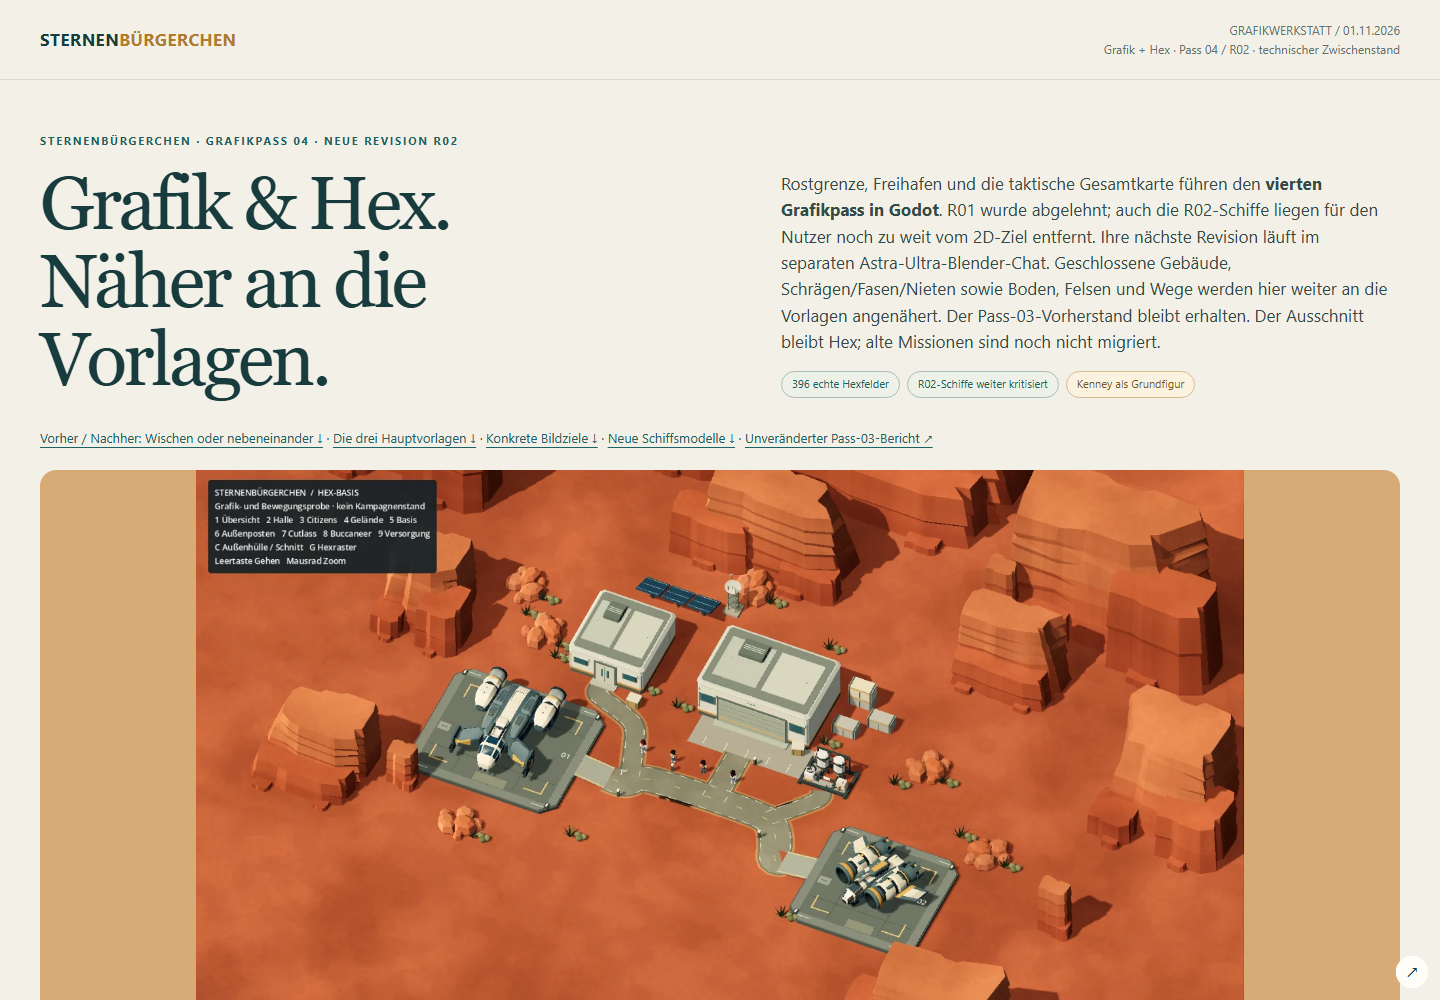 STERNENBÜRGERCHEN
GRAFIKWERKSTATT / 01.11.2026
Grafik + Hex · Pass 04 / R02 · technischer Zwischenstand
STERNENBÜRGERCHEN · GRAFIKPASS 04 · NEUE REVISION R02
Grafik & Hex.
Näher an die
Vorlagen.
Rostgrenze, Freihafen und die taktische Gesamtkarte führen den vierten
Grafikpass in Godot. R01 wurde abgelehnt; auch die R02-Schiffe liegen für den
Nutzer noch zu weit vom 2D-Ziel entfernt. Ihre nächste Revision läuft im
separaten Astra-Ultra-Blender-Chat. Geschlossene Gebäude,
Schrägen/Fasen/Nieten sowie Boden, Felsen und Wege werden hier weiter an die
Vorlagen angenähert. Der Pass-03-Vorherstand bleibt erhalten. Der Ausschnitt
bleibt Hex; alte Missionen sind noch nicht migriert.
396 echte Hexfelder
R02-Schiffe weiter kritisiert
Kenney als Grundfigur
Vorher / Nachher: Wischen oder nebeneinander ↓ · Die drei Hauptvorlagen ↓ · Konkrete Bildziele ↓ · Neue Schiffsmodelle ↓ · Unveränderter Pass-03-Bericht ↗
STERNENBÜRGERCHEN / HEX-BASIS
Grafik- und Bewegungsprobe · kein Kampagnenstand
1 Übersicht 2 Halle 3 Citizens 4 Gelände 5 Basis
6 Außenposten 7 Cutlass 8 Buccaneer 9 Versorgung
C Außenhülle / Schnitt G Hexraster
Leertaste Gehen Mausrad Zoom
01
02
↗